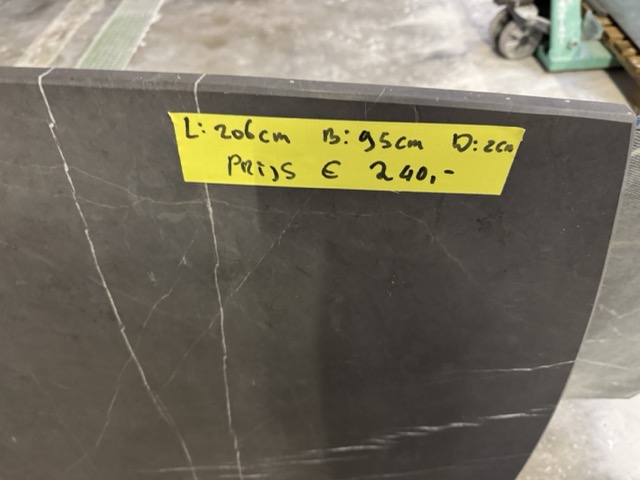 L: 206cm B: 95cm D: 2cm
PRijS € 240,-